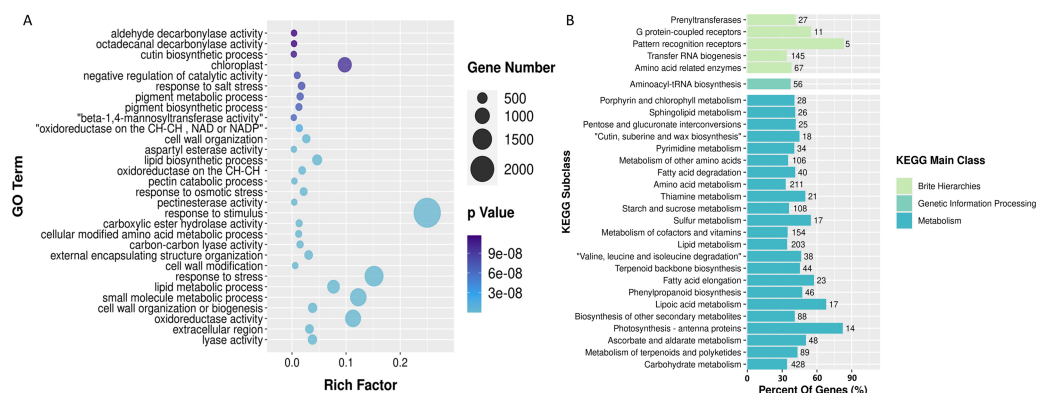 A
aldehyde decarbonylase activity
octadecanal decarbonylase activity
cutin biosynthetic process
chloroplast
negative regulation of catalytic activity
response to salt stress
pigment metabolic process
pigment biosynthetic process
"beta-1,4-mannosyltransferase activity"
"oxidoreductase on the CH-CH , NAD or NADP"
cell wall organization
aspartyl esterase activity
lipid biosynthetic process
oxidoreductase on the CH-CH
pectin catabolic process
response to osmotic stress
pectinesterase activity
response to stimulus
carboxylic ester hydrolase activity
cellular modified amino acid metabolic process
carbon-carbon lyase activity
external encapsulating structure organization
cell wall modification
response to stress
lipid metabolic process
small molecule metabolic process
cell wall organization or biogenesis
oxidoreductase activity
extracellular region
lyase activity
GO Term
0.0 0.1 0.2
Rich Factor
Gene Number
500
1000
1500
2000
p Value
9e-08
6e-08
3e-08
B
Prenyltransferases 27
G protein-coupled receptors 11
Pattern recognition receptors 5
Transfer RNA biogenesis 145
Amino acid related enzymes 67
Aminoacyl-tRNA biosynthesis 56
Porphyrin and chlorophyll metabolism 28
Sphingolipid metabolism 26
Pentose and glucuronate interconversions 25
"Cutin, suberine and wax biosynthesis" 18
Pyrimidine metabolism 34
Metabolism of other amino acids 106
Fatty acid degradation 40
Amino acid metabolism 211
Thiamine metabolism 21
Starch and sucrose metabolism 108
Sulfur metabolism 17
Metabolism of cofactors and vitamins 154
Lipid metabolism 203
"Valine, leucine and isoleucine degradation" 38
Terpenoid backbone biosynthesis 44
Fatty acid elongation 23
Phenylpropanoid biosynthesis 46
Lipoic acid metabolism 17
Biosynthesis of other secondary metabolites 88
Photosynthesis - antenna proteins 14
Ascorbate and aldarate metabolism 48
Metabolism of terpenoids and polyketides 89
Carbohydrate metabolism 428
KEGG Subclass
0 30 60 90
Percent Of Genes (%)
KEGG Main Class
Brite Hierarchies
Genetic Information Processing
Metabolism